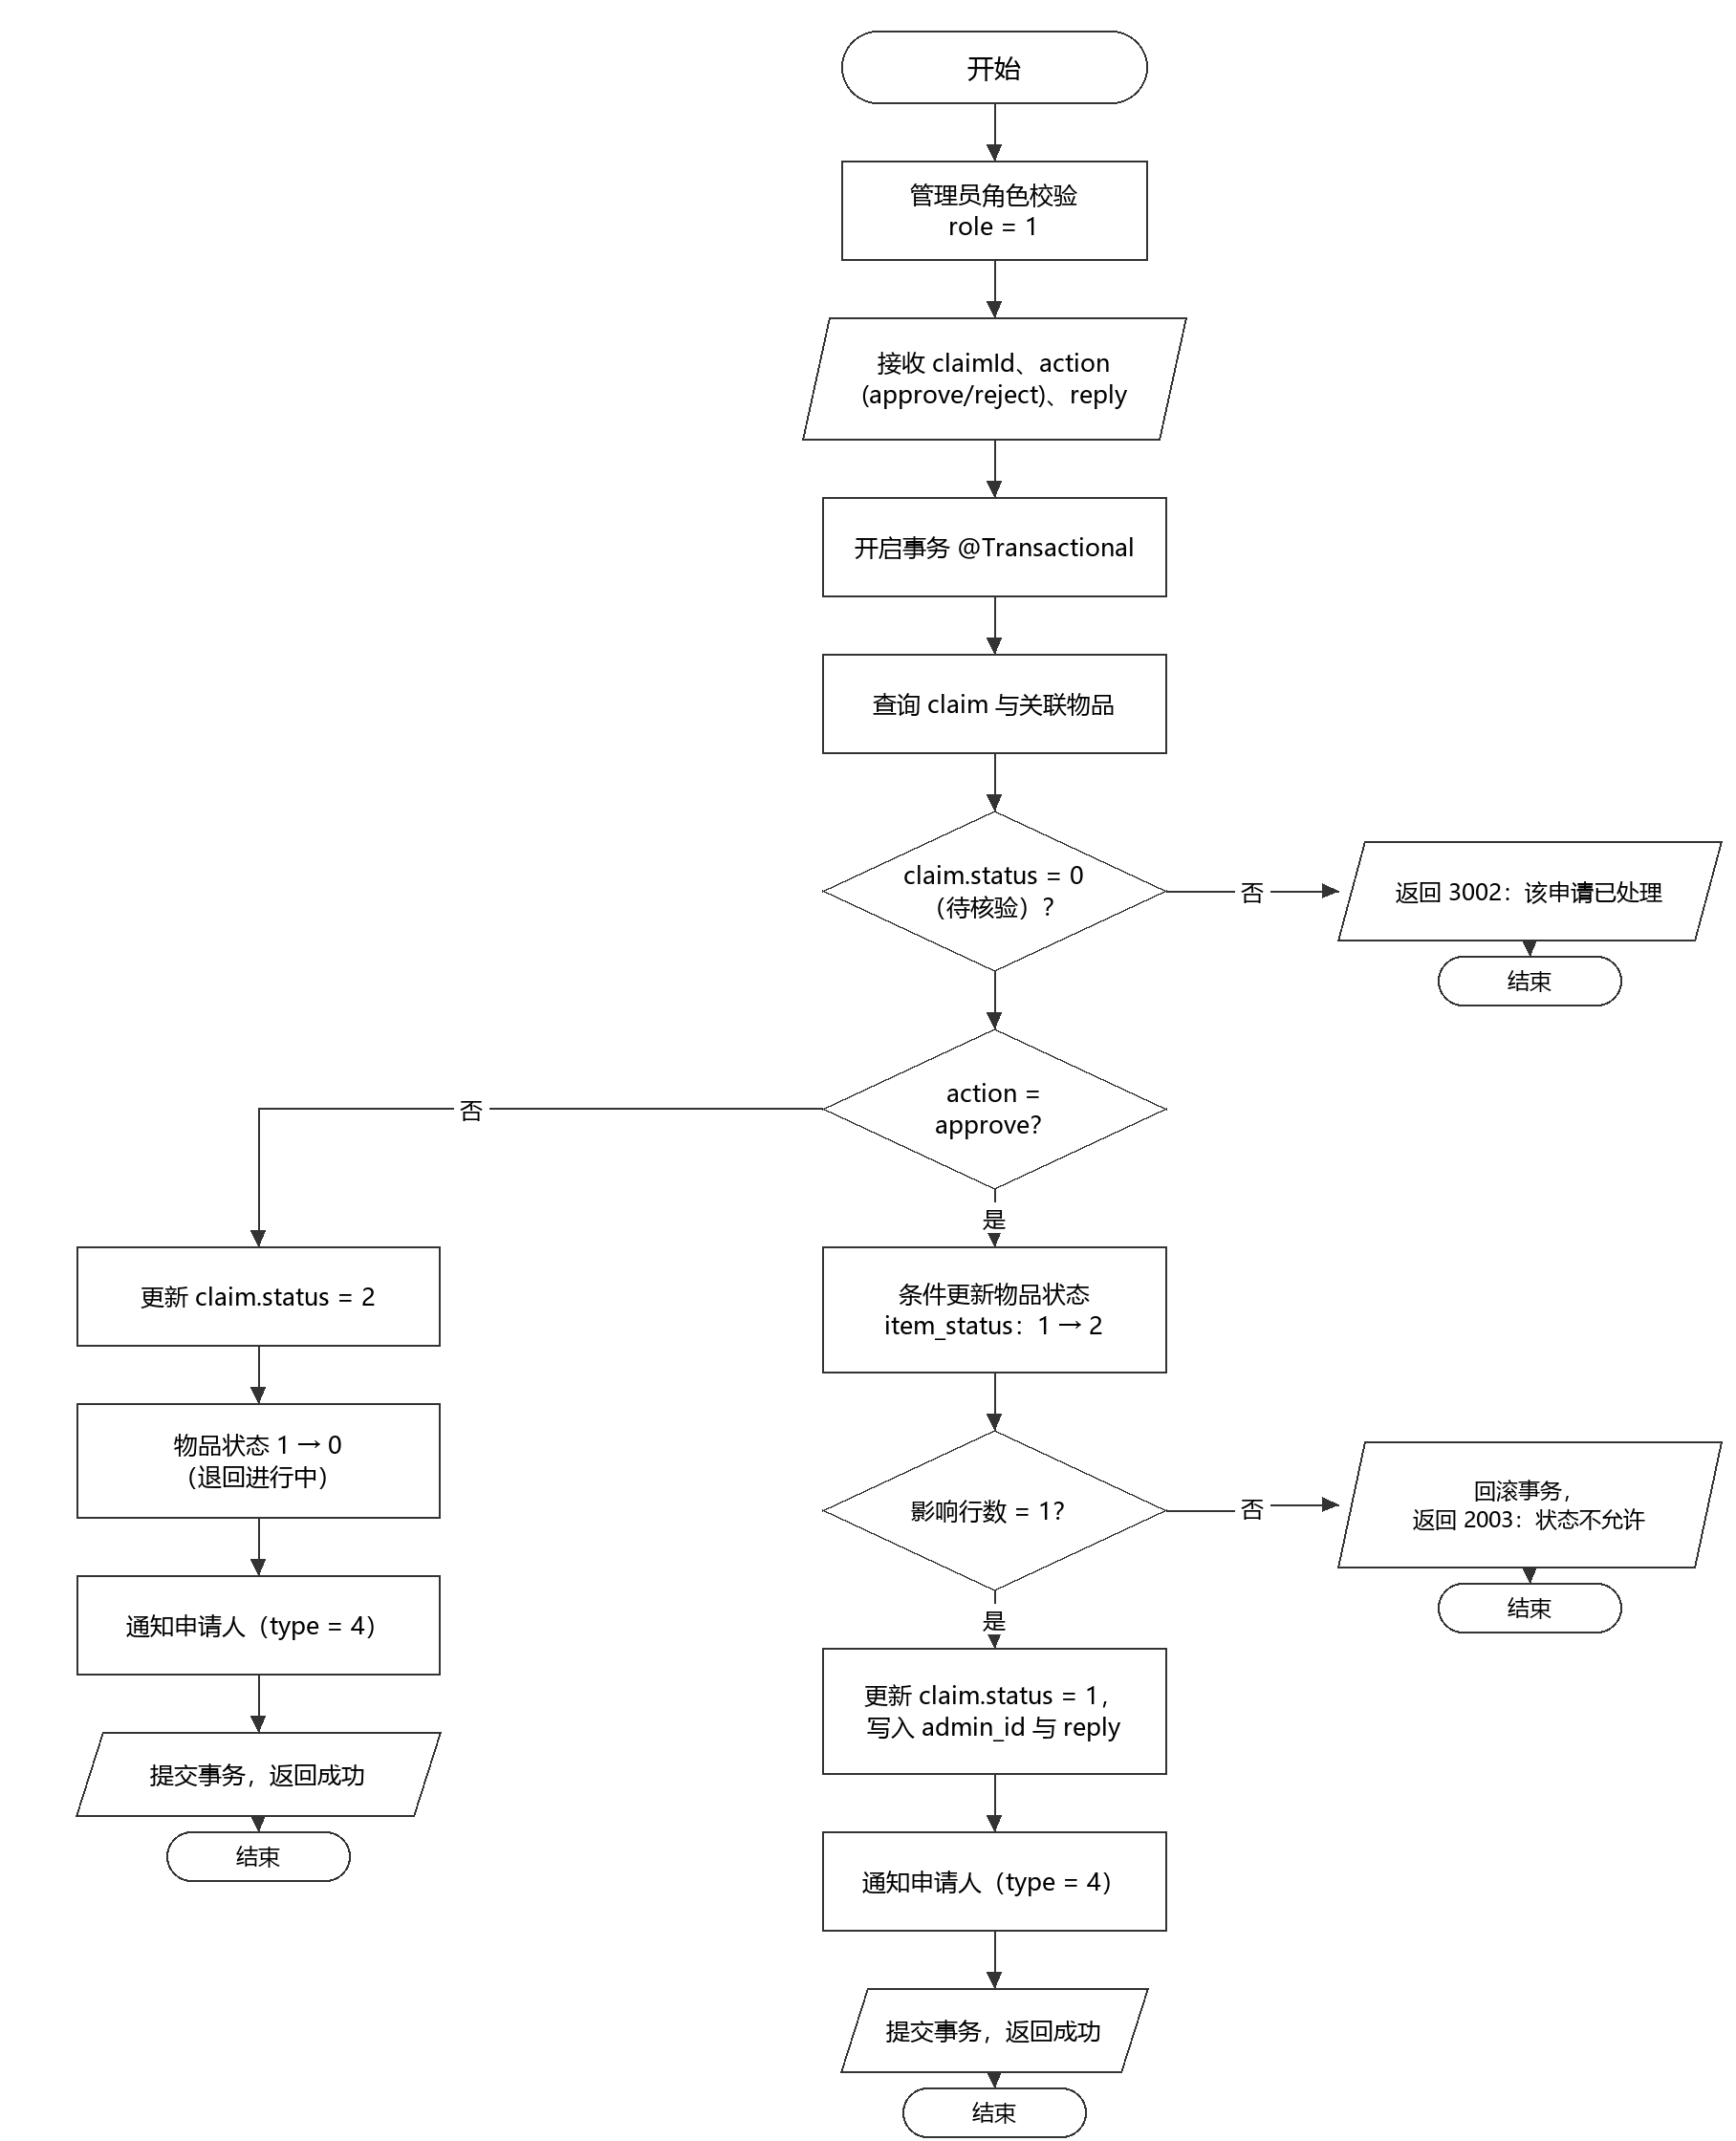 开始
管理员角色校验
role = 1
接收 claimId、action
(approve/reject)、reply
开启事务 @Transactional
查询 claim 与关联物品
claim.status = 0
（待核验）?
否
返回 3002：该申请已处理
结束
action =
approve?
否
是
更新 claim.status = 2
物品状态 1 → 0
（退回进行中）
通知申请人（type = 4）
提交事务，返回成功
结束
条件更新物品状态
item_status：1 → 2
影响行数 = 1?
否
回滚事务，
返回 2003：状态不允许
结束
是
更新 claim.status = 1，
写入 admin_id 与 reply
通知申请人（type = 4）
提交事务，返回成功
结束